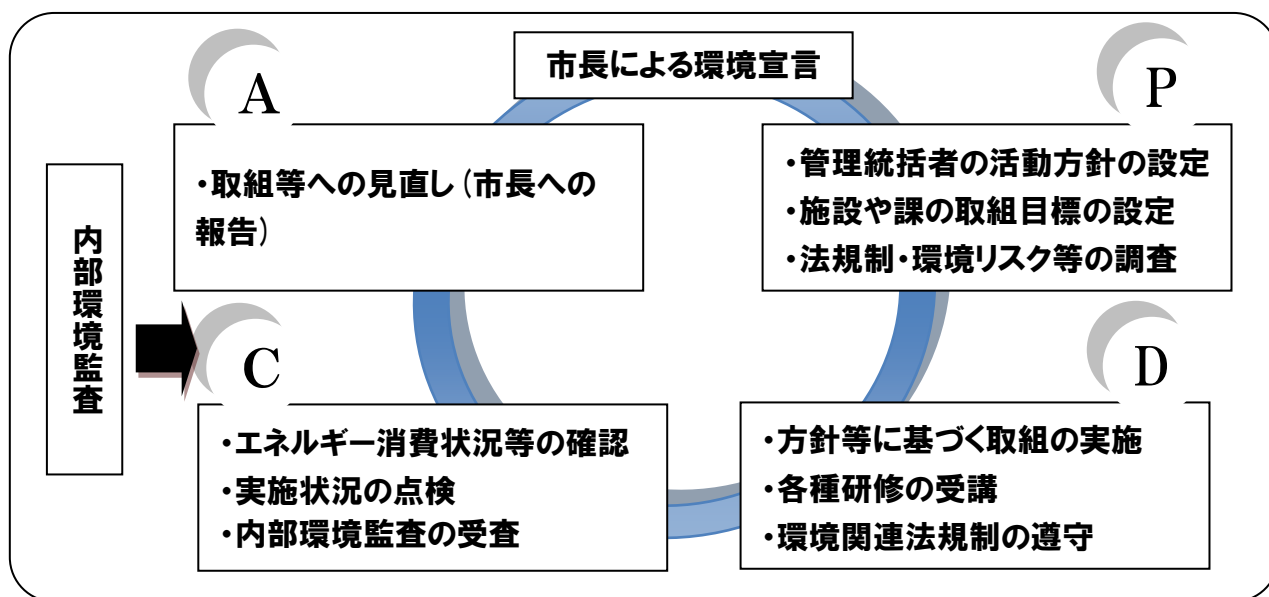 市長による環境宣言
A
・取組等への見直し（市長への
報告）
P
・管理統括者の活動方針の設定
・施設や課の取組目標の設定
・法規制・環境リスク等の調査
内部環境監査
C
・エネルギー消費状況等の確認
・実施状況の点検
・内部環境監査の受査
D
・方針等に基づく取組の実施
・各種研修の受講
・環境関連法規制の遵守